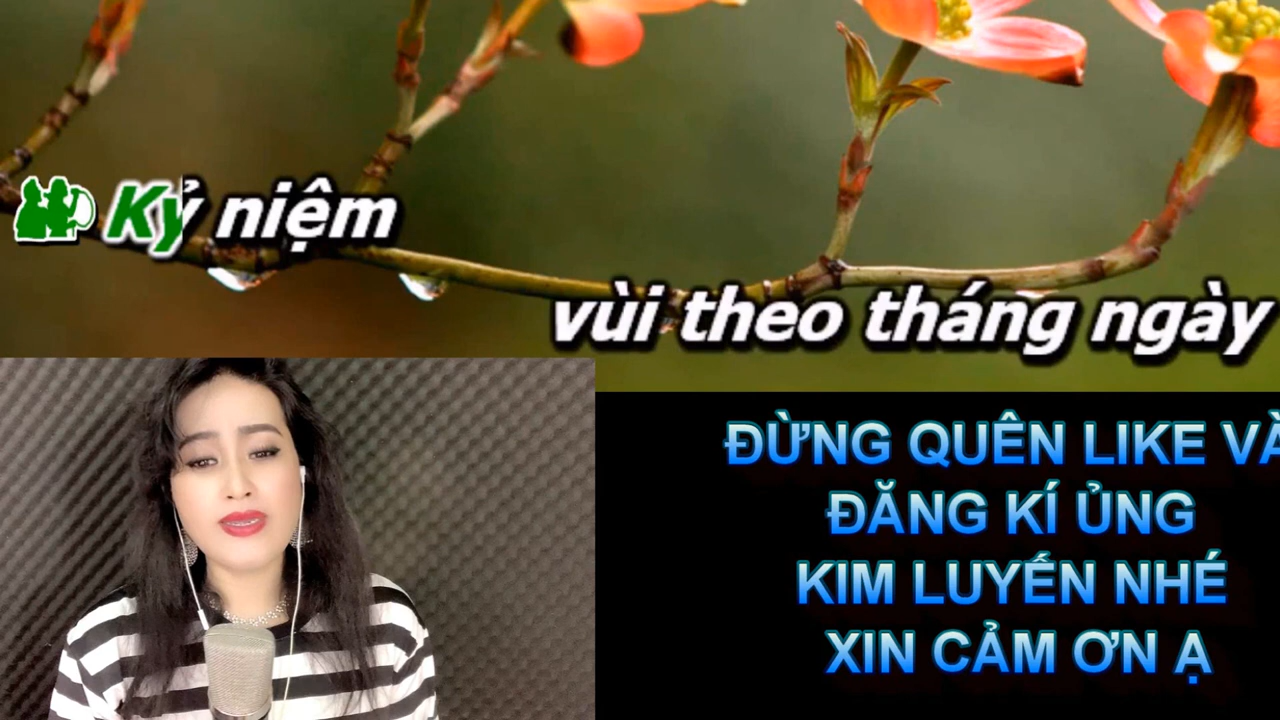 Kỷ niệm
vùi theo tháng ngày
ĐỪNG QUÊN LIKE VÀ
ĐĂNG KÍ ỦNG
KIM LUYẾN NHÉ
XIN CẢM ƠN Ạ